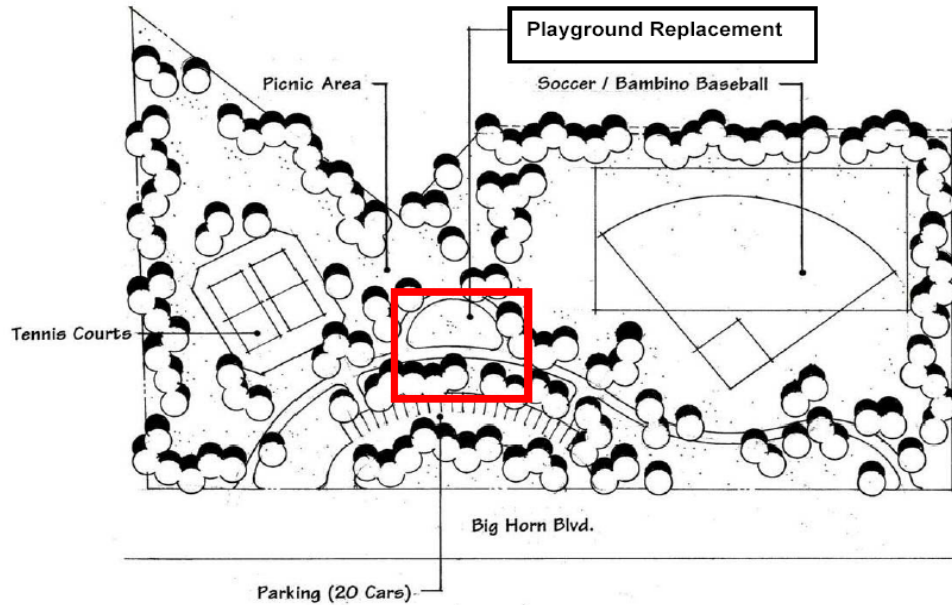 Playground Replacement
Picnic Area
Soccer / Bambino Baseball
Tennis Courts
Big Horn Blvd.
Parking (20 Cars)